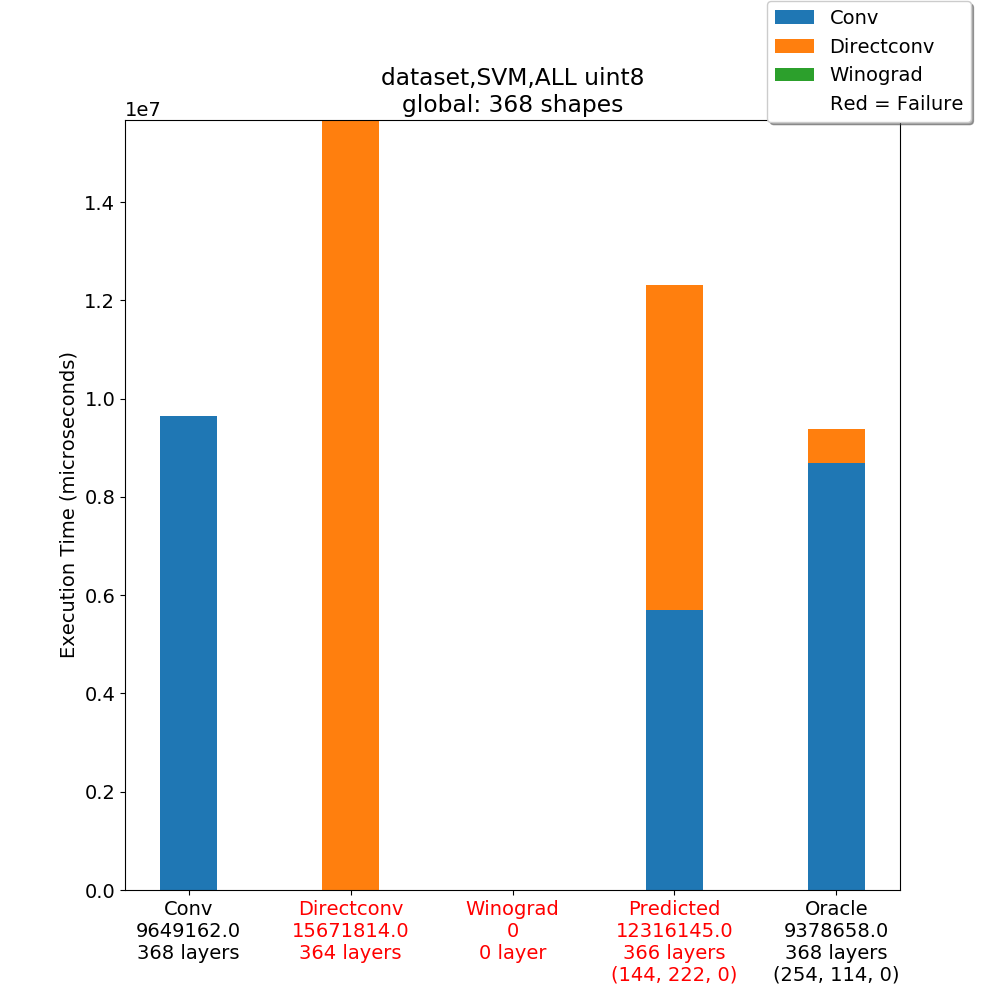 Conv
Directconv
Winograd
Red = Failure
dataset,SVM,ALL uint8
global: 368 shapes
1e7
1.4
1.2
1.0
0.8
0.6
0.4
0.2
0.0
Execution Time (microseconds)
Conv
9649162.0
368 layers
Directconv
15671814.0
364 layers
Winograd
0
0 layer
Predicted
12316145.0
366 layers
(144, 222, 0)
Oracle
9378658.0
368 layers
(254, 114, 0)